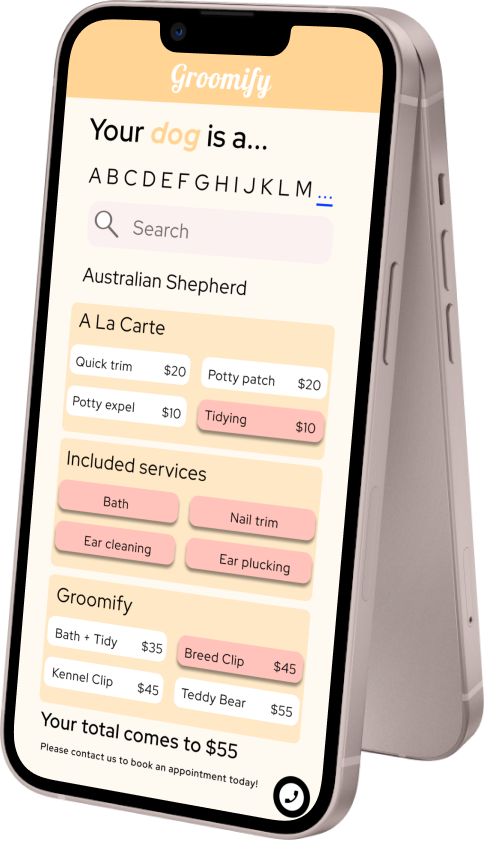 Groomify
Your dog is a...
A B C D E F G H I J K L M ...
Search
Australian Shepherd
A La Carte
Quick trim $20
Potty patch $20
Potty expel $10
Tidying $10
Included services
Bath
Nail trim
Ear cleaning
Ear plucking
Groomify
Bath + Tidy $35
Breed Clip $45
Kennel Clip $45
Teddy Bear $55
Your total comes to $55
Please contact us to book an appointment today!